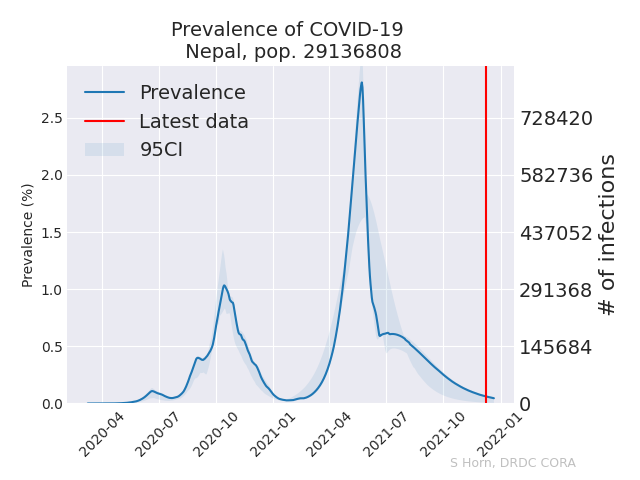 Prevalence of COVID-19
Nepal, pop. 29136808
Prevalence
Latest data
95CI
Prevalence (%)
2.5
2.0
1.5
1.0
0.5
0.0
728420
582736
437052
291368
145684
0
# of infections
2020-04
2020-07
2020-10
2021-01
2021-04
2021-07
2021-10
2022-01
S Horn, DRDC CORA